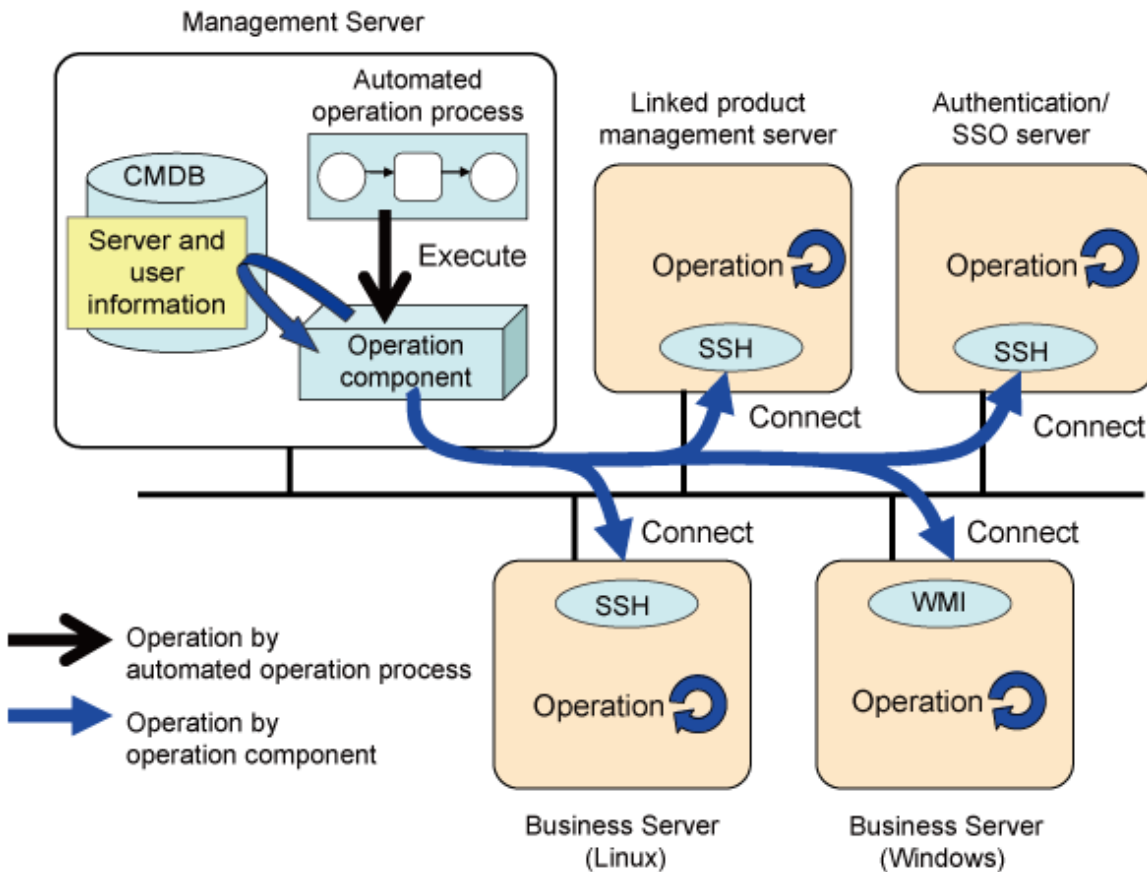 Management Server
Automated
operation process
CMDB
Server and
user
information
Execute
Operation
component
Linked product
management server
Operation
SSH
Connect
Authentication/
SSO server
Operation
SSH
Connect
Connect
SSH
Operation
Business Server
(Linux)
Connect
WMI
Operation
Business Server
(Windows)
Operation by
automated operation process
Operation by
operation component